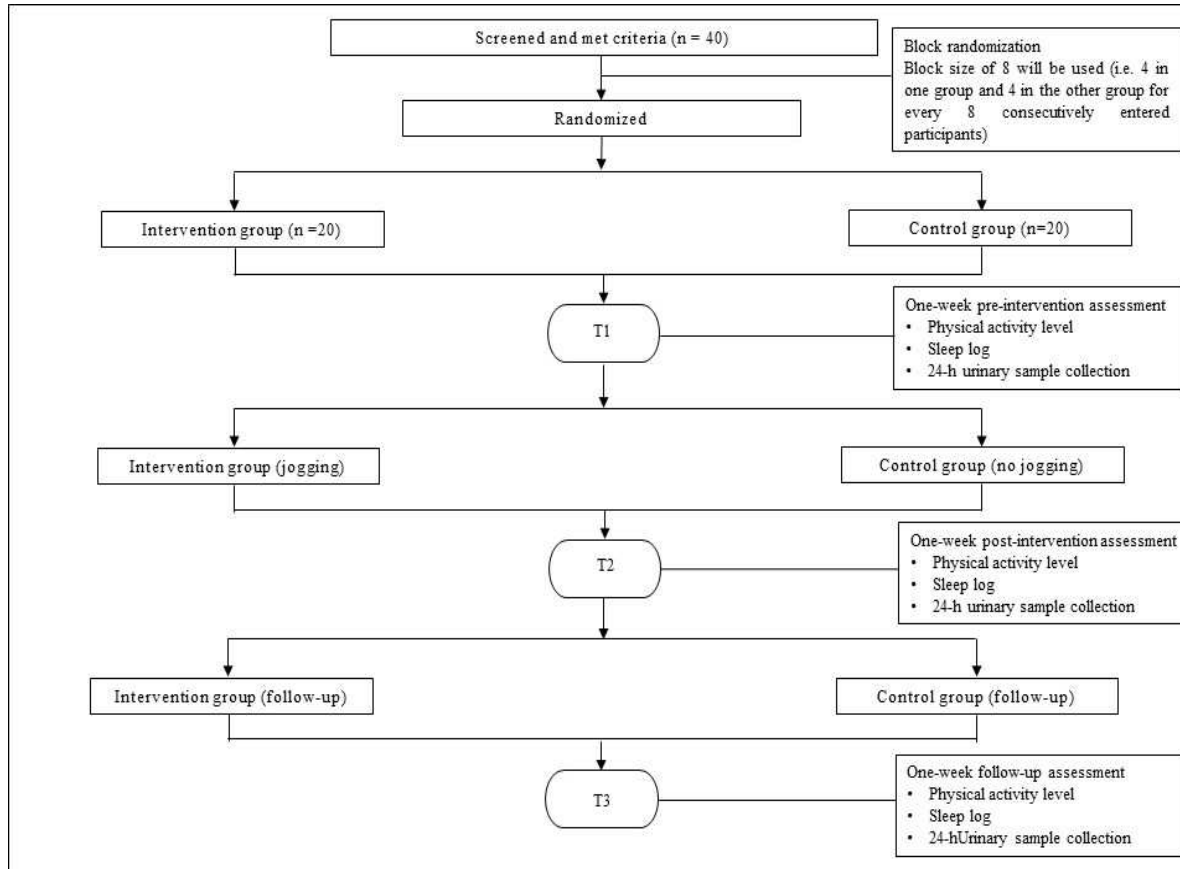 Screened and met criteria (n = 40)
Block randomization
Block size of 8 will be used (i.e. 4 in
one group and 4 in the other group for
every 8 consecutively entered
participants)
Randomized
Intervention group (n =20)
Control group (n=20)
T1
One-week pre-intervention assessment
• Physical activity level
• Sleep log
• 24-h urinary sample collection
Intervention group (jogging)
Control group (no jogging)
T2
One-week post-intervention assessment
• Physical activity level
• Sleep log
• 24-h urinary sample collection
Intervention group (follow-up)
Control group (follow-up)
T3
One-week follow-up assessment
• Physical activity level
• Sleep log
• 24-hUrinary sample collection